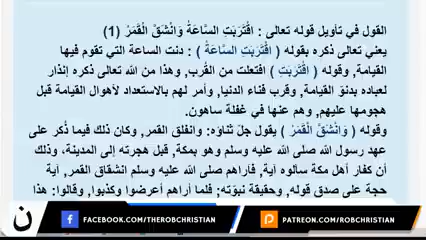 القول في تأويل قوله تعالى : اقْتَرَبَتِ السَّاعَةُ وَانْشَقَّ الْقَمَرُ (1)
يعني تعالى ذكره بقوله ( اقْتَرَبَتِ السَّاعَةُ ) : دنت الساعة التي تقوم فيها
القيامة, وقوله ( اقْتَرَبَتِ ) افتعلت من القُرب, وهذا من الله تعالى ذكره إنذار
لعباده بدنوّ القيامة, وقرب فناء الدنيا, وأمر لهم بالاستعداد لأهوال القيامة قبل
هجومها عليهم, وهم عنها في غفلة ساهون.
وقوله ( وَانْشَقَّ الْقَمَرُ ) يقول جلّ ثناؤه: وانفلق القمر, وكان ذلك فيما ذُكر على
عهد رسول الله صلى الله عليه وسلم وهو بمكة, قبل هجرته إلى المدينة, وذلك
أن كفار أهل مكة سألوه آية, فأراهم صلى الله عليه وسلم انشقاق القمر, آية
حجة على صدق قوله, وحقيقة نبوّته; فلما أراهم أعرضوا وكذبوا, وقالوا: هذا
ن
FACEBOOK.COM/THEROBCHRISTIAN
PATREON.COM/ROBCHRISTIAN